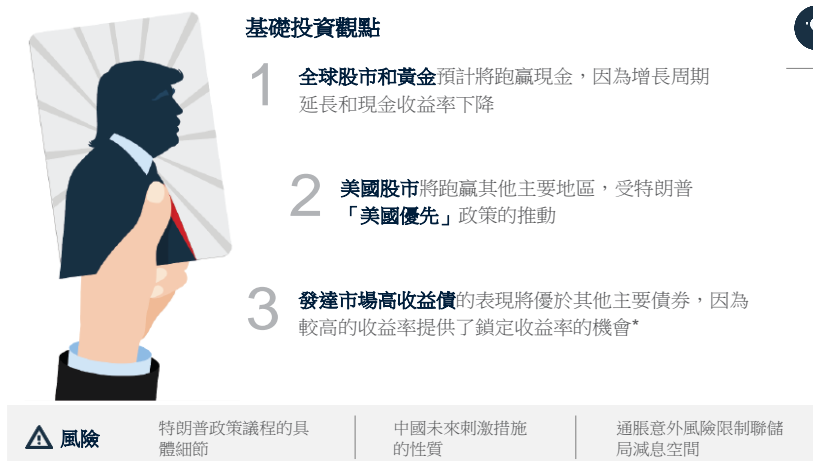 基礎投資觀點
1
全球股市和黃金預計將跑贏現金，因為增長周期
延長和現金收益率下降
2
美國股市將跑贏其他主要地區，受特朗普
「美國優先」政策的推動
3
發達市場高收益債的表現將優於其他主要債券，因為
較高的收益率提供了鎖定收益率的機會*
風險
特朗普政策議程的具
體細節
中國未來刺激措施
的性質
通脹意外風險限制聯儲
局減息空間